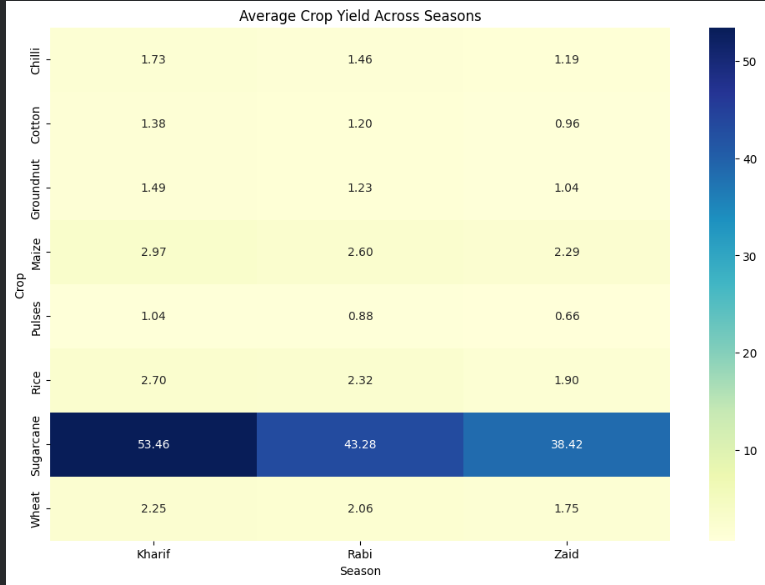 Average Crop Yield Across Seasons
Chilli 1.73 1.46 1.19
Cotton 1.38 1.20 0.96
Groundnut 1.49 1.23 1.04
Maize 2.97 2.60 2.29
Crop
Pulses 1.04 0.88 0.66
Rice 2.70 2.32 1.90
Sugarcane 53.46 43.28 38.42
Wheat 2.25 2.06 1.75
Kharif Rabi Zaid
Season
50
40
30
20
10